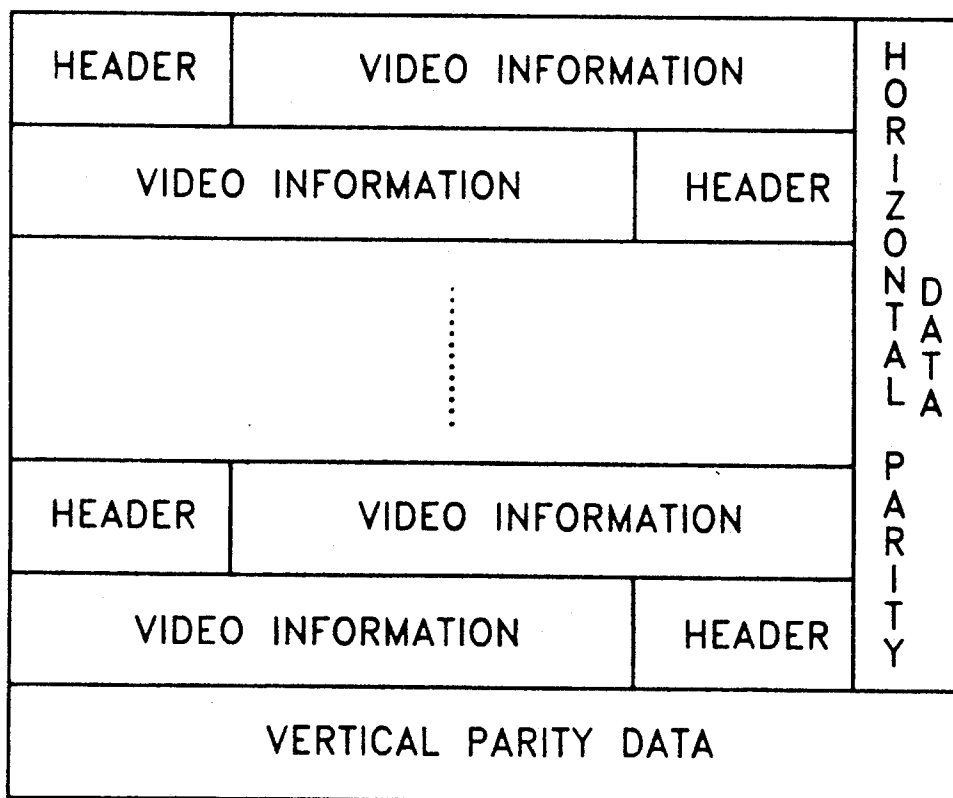 HEADER VIDEO INFORMATION
VIDEO INFORMATION HEADER
HEADER VIDEO INFORMATION
VIDEO INFORMATION HEADER
HORIZONTAL PARITY
DATA
VERTICAL PARITY DATA